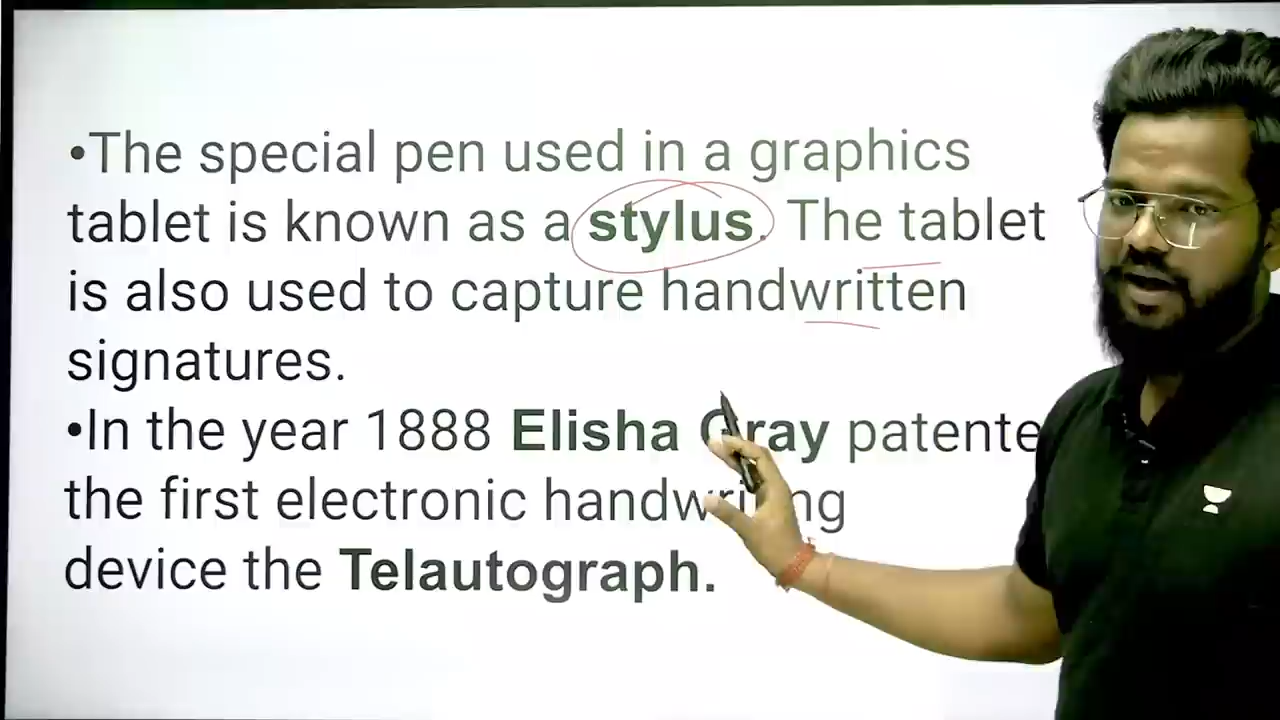 •The special pen used in a graphics
tablet is known as a stylus. The tablet
is also used to capture handwritten
signatures.
•In the year 1888 Elisha Gray patente
the first electronic handwriting
device the Telautograph.